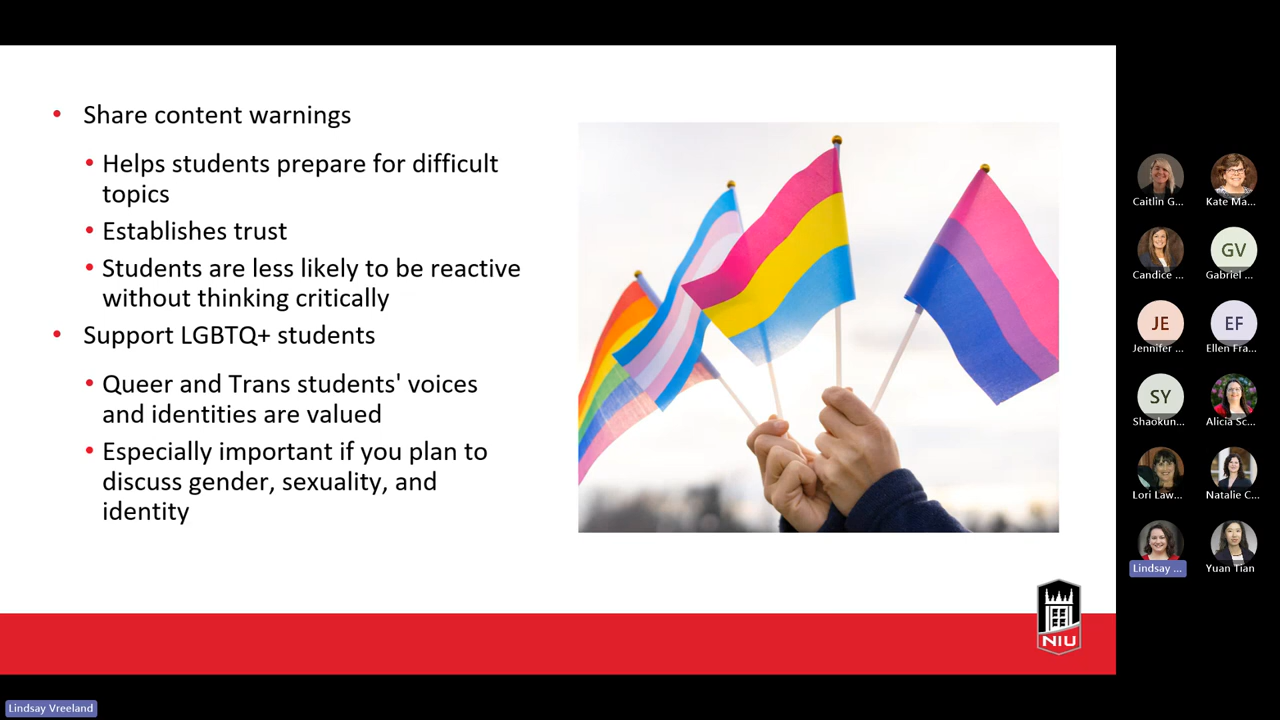 • Share content warnings
• Helps students prepare for difficult
topics
• Establishes trust
• Students are less likely to be reactive
without thinking critically
• Support LGBTQ+ students
• Queer and Trans students' voices
and identities are valued
• Especially important if you plan to
discuss gender, sexuality, and
identity
NIU
Caitlin G...
Kate Ma...
Candice ...
GV
Gabriel ...
JE
Jennifer ...
EF
Ellen Fra...
SY
Shaokun...
Alicia Sc...
Lori Law...
Natalie C...
Lindsay ...
Yuan Tian
Lindsay Vreeland